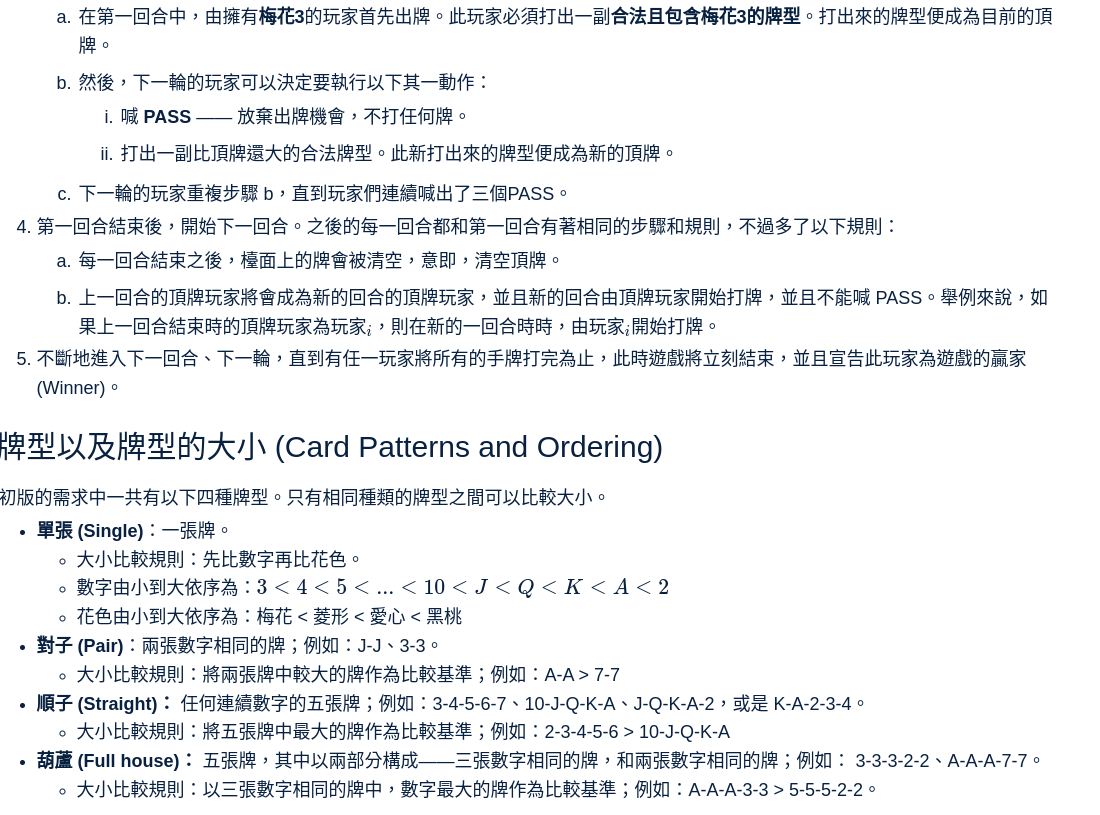 a. 在第一回合中，由擁有梅花3的玩家首先出牌。此玩家必須打出一副合法且包含梅花3的牌型。打出來的牌型便成為目前的頂
牌。
b. 然後，下一輪的玩家可以決定要執行以下其一動作：
i. 喊 PASS —— 放棄出牌機會，不打任何牌。
ii. 打出一副比頂牌還大的合法牌型。此新打出來的牌型便成為新的頂牌。
c. 下一輪的玩家重複步驟 b，直到玩家們連續喊出了三個PASS。
4. 第一回合結束後，開始下一回合。之後的每一回合都和第一回合有著相同的步驟和規則，不過多了以下規則：
a. 每一回合結束之後，檯面上的牌會被清空，意即，清空頂牌。
b. 上一回合的頂牌玩家將會成為新的回合的頂牌玩家，並且新的回合由頂牌玩家開始打牌，並且不能喊 PASS。舉例來說，如
果上一回合結束時的頂牌玩家為玩家i，則在新的一回合時時，由玩家i開始打牌。
5. 不斷地進入下一回合、下一輪，直到有任一玩家將所有的手牌打完為止，此時遊戲將立刻結束，並且宣告此玩家為遊戲的贏家
(Winner)。
牌型以及牌型的大小 (Card Patterns and Ordering)
初版的需求中一共有以下四種牌型。只有相同種類的牌型之間可以比較大小。
• 單張 (Single)：一張牌。
◦ 大小比較規則：先比數字再比花色。
◦ 數字由小到大依序為：3 < 4 < 5 < ... < 10 < J < Q < K < A < 2
◦ 花色由小到大依序為：梅花 < 菱形 < 愛心 < 黑桃
• 對子 (Pair)：兩張數字相同的牌；例如：J-J、3-3。
◦ 大小比較規則：將兩張牌中較大的牌作為比較基準；例如：A-A > 7-7
• 順子 (Straight)： 任何連續數字的五張牌；例如：3-4-5-6-7、10-J-Q-K-A、J-Q-K-A-2，或是 K-A-2-3-4。
◦ 大小比較規則：將五張牌中最大的牌作為比較基準；例如：2-3-4-5-6 > 10-J-Q-K-A
• 葫蘆 (Full house)： 五張牌，其中以兩部分構成——三張數字相同的牌，和兩張數字相同的牌；例如： 3-3-3-2-2、A-A-A-7-7。
◦ 大小比較規則：以三張數字相同的牌中，數字最大的牌作為比較基準；例如：A-A-A-3-3 > 5-5-5-2-2。